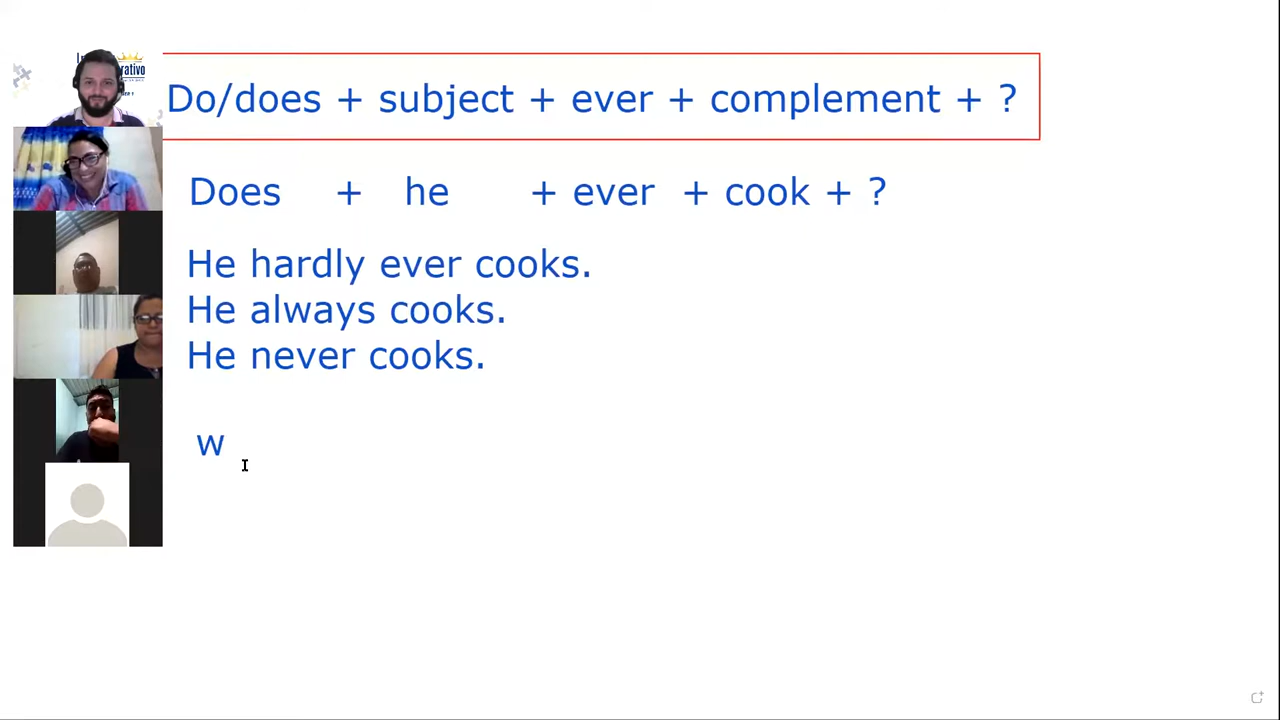 Do/does + subject + ever + complement + ?
Does + he + ever + cook + ?
He hardly ever cooks.
He always cooks.
He never cooks.
w